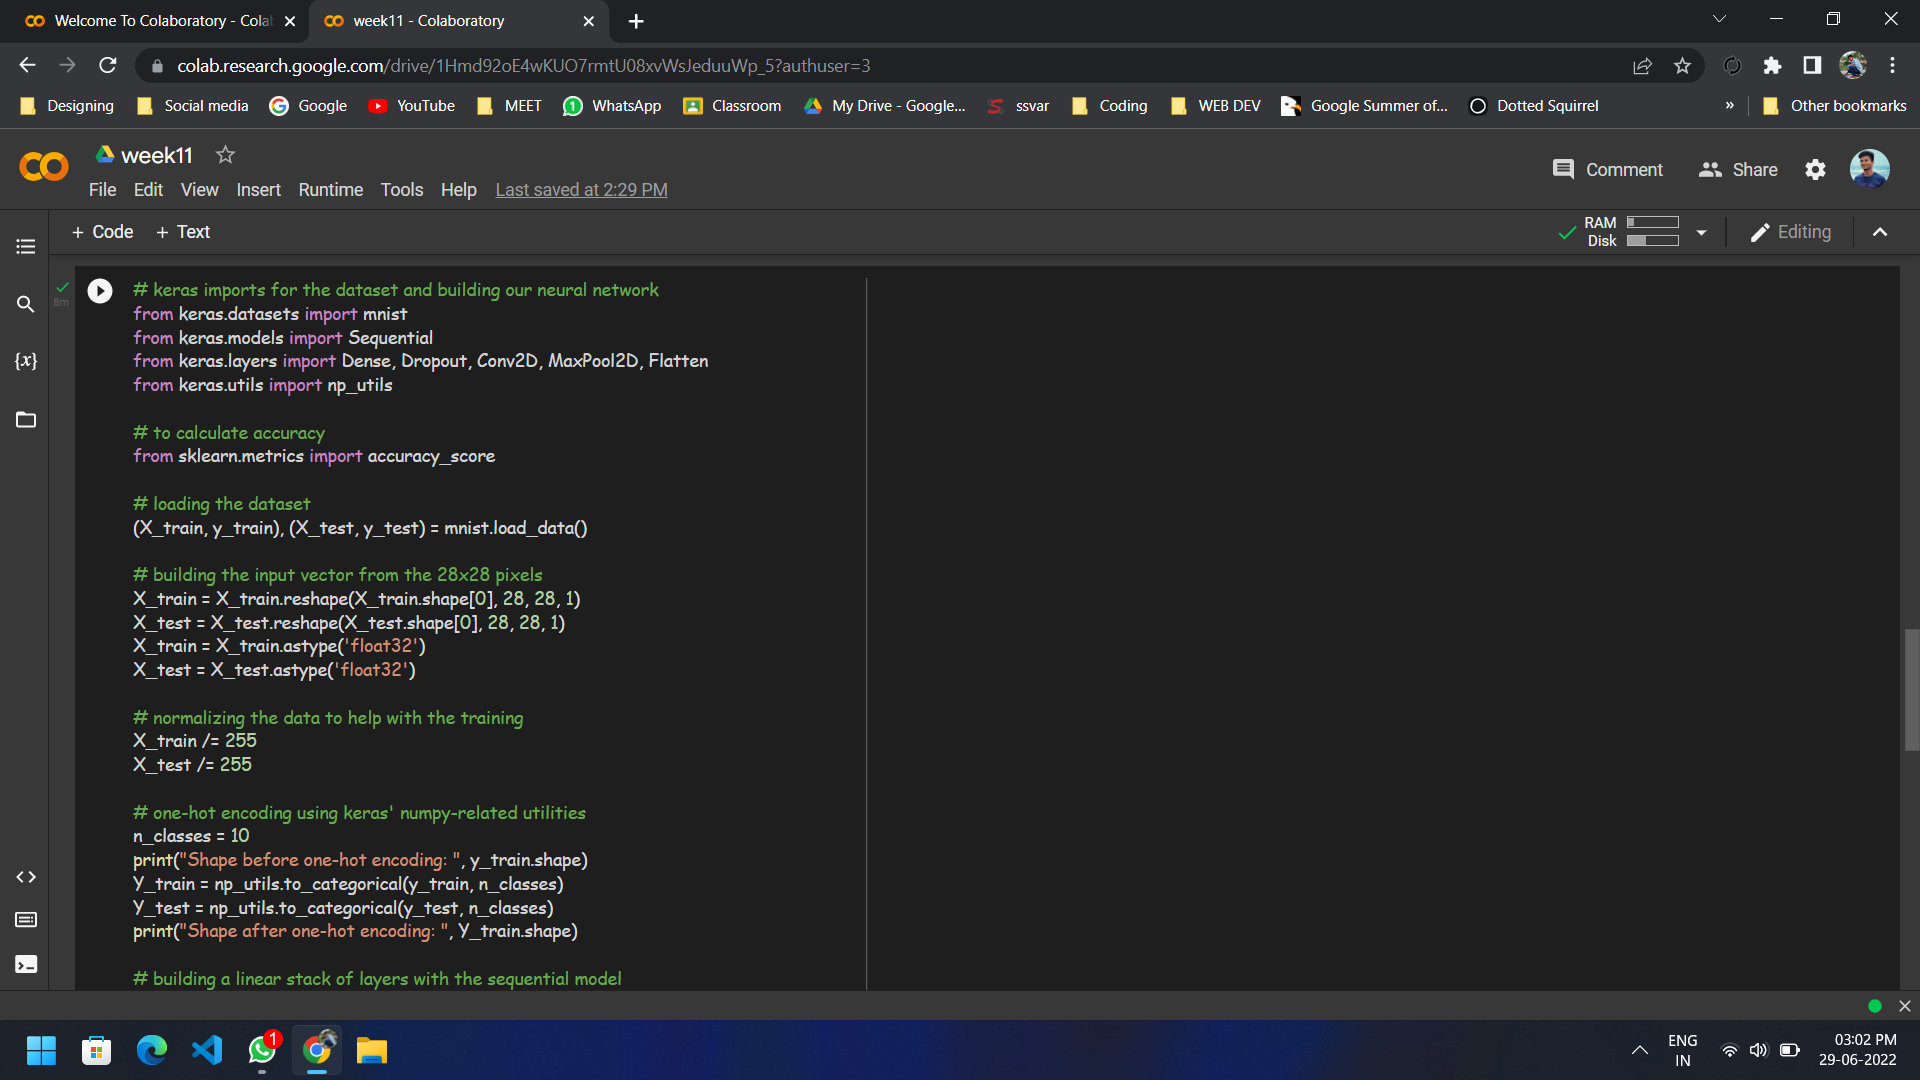 Welcome To Colaboratory - Cola
week11 - Colaboratory
colab.research.google.com/drive/1Hmd92oE4wKUO7rmtU08xvWsJeduuWp_5?authuser=3
Designing Social media Google YouTube MEET WhatsApp Classroom My Drive - Google... ssvar Coding WEB DEV Google Summer of... Dotted Squirrel » Other bookmarks
week11
Comment Share
File Edit View Insert Runtime Tools Help Last saved at 2:29 PM
+ Code + Text
RAM
Disk
Editing
8m
{x}
# keras imports for the dataset and building our neural network
from keras.datasets import mnist
from keras.models import Sequential
from keras.layers import Dense, Dropout, Conv2D, MaxPool2D, Flatten
from keras.utils import np_utils
# to calculate accuracy
from sklearn.metrics import accuracy_score
# loading the dataset
(X_train, y_train), (X_test, y_test) = mnist.load_data()
# building the input vector from the 28x28 pixels
X_train = X_train.reshape(X_train.shape[0], 28, 28, 1)
X_test = X_test.reshape(X_test.shape[0], 28, 28, 1)
X_train = X_train.astype('float32')
X_test = X_test.astype('float32')
# normalizing the data to help with the training
X_train /= 255
X_test /= 255
# one-hot encoding using keras' numpy-related utilities
n_classes = 10
print("Shape before one-hot encoding: ", y_train.shape)
Y_train = np_utils.to_categorical(y_train, n_classes)
Y_test = np_utils.to_categorical(y_test, n_classes)
print("Shape after one-hot encoding: ", Y_train.shape)
# building a linear stack of layers with the sequential model
1
ENG
IN
03:02 PM
29-06-2022